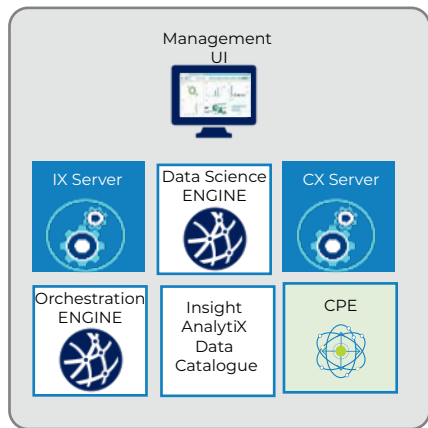 Management
UI
IX Server
Data Science
ENGINE
CX Server
Orchestration
ENGINE
Insight
AnalytiX
Data
Catalogue
CPE